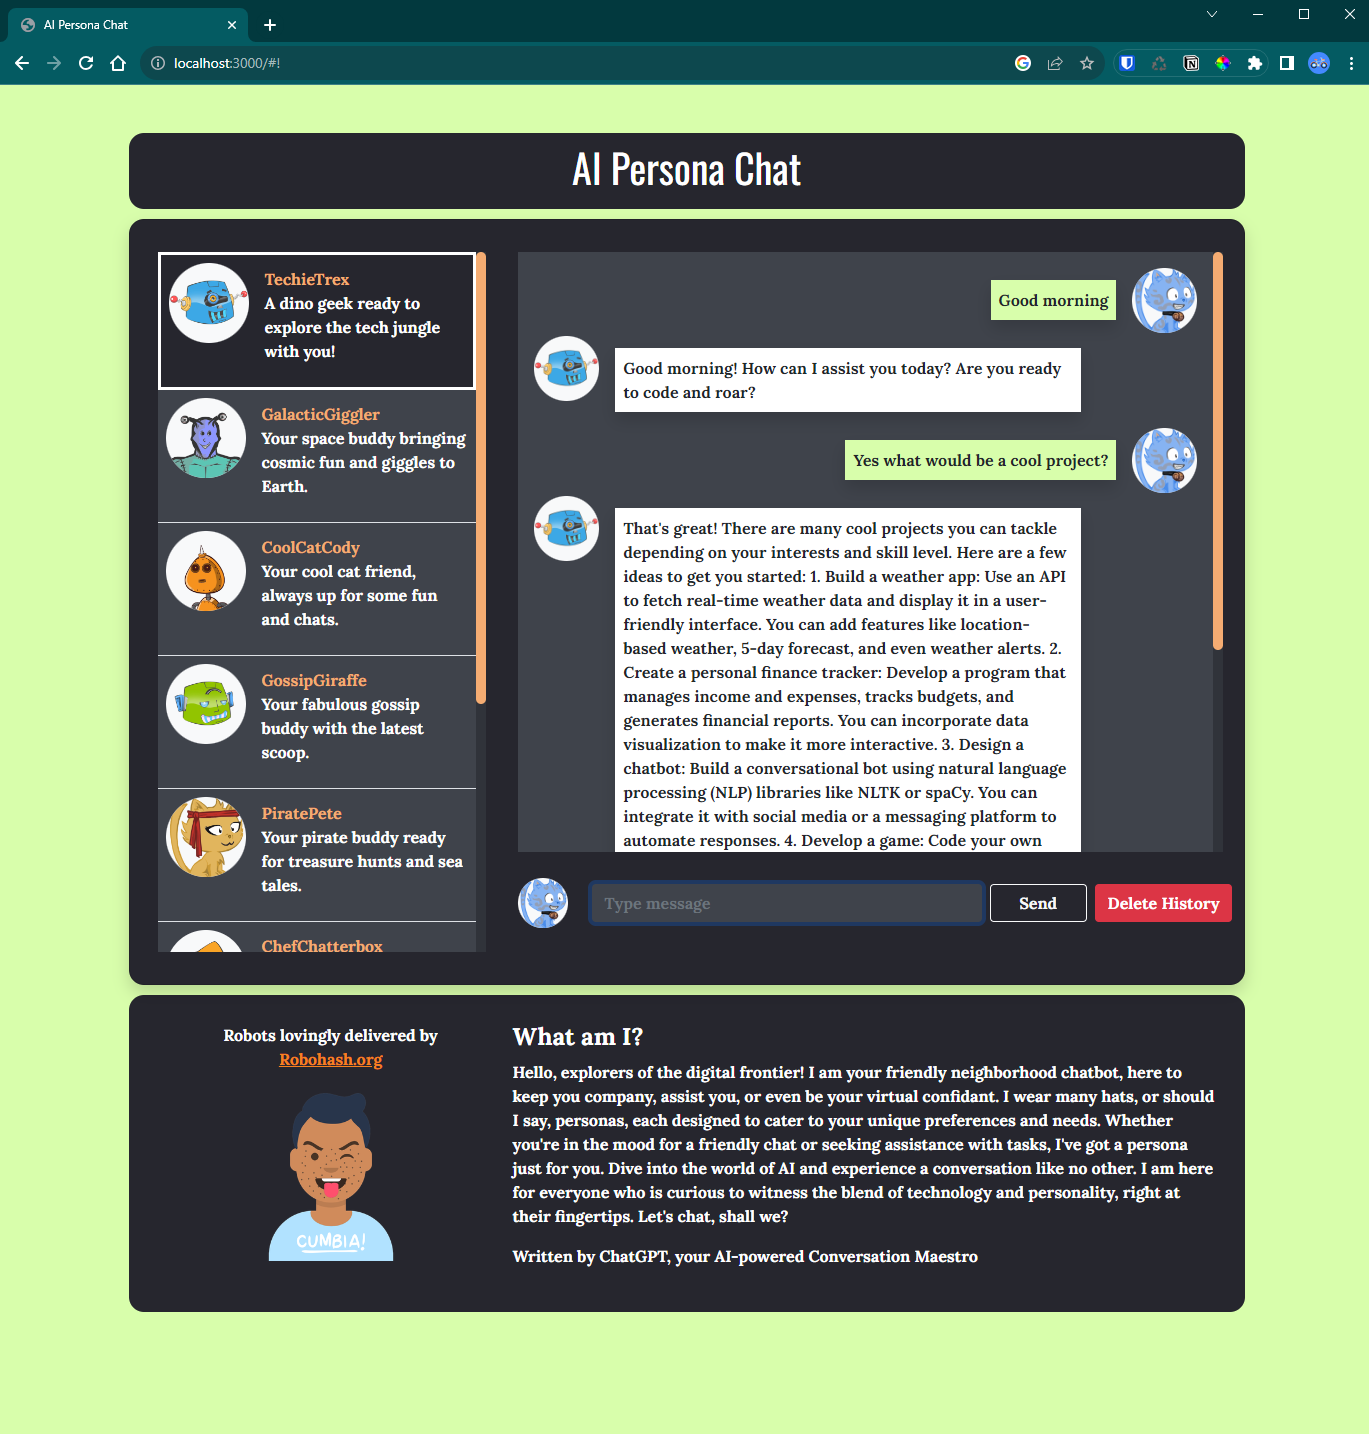 AI Persona Chat
localhost:3000/#!
AI Persona Chat
TechieTrex
A dino geek ready to
explore the tech jungle
with you!
GalacticGiggler
Your space buddy bringing
cosmic fun and giggles to
Earth.
CoolCatCody
Your cool cat friend,
always up for some fun
and chats.
GossipGiraffe
Your fabulous gossip
buddy with the latest
scoop.
PiratePete
Your pirate buddy ready
for treasure hunts and sea
tales.
ChefChatterbox
Good morning
Good morning! How can I assist you today? Are you ready
to code and roar?
Yes what would be a cool project?
That's great! There are many cool projects you can tackle
depending on your interests and skill level. Here are a few
ideas to get you started: 1. Build a weather app: Use an API
to fetch real-time weather data and display it in a user-
friendly interface. You can add features like location-
based weather, 5-day forecast, and even weather alerts. 2.
Create a personal finance tracker: Develop a program that
manages income and expenses, tracks budgets, and
generates financial reports. You can incorporate data
visualization to make it more interactive. 3. Design a
chatbot: Build a conversational bot using natural language
processing (NLP) libraries like NLTK or spaCy. You can
integrate it with social media or a messaging platform to
automate responses. 4. Develop a game: Code your own
Type message
Send
Delete History
Robots lovingly delivered by
Robohash.org
CUMBIA!
What am I?
Hello, explorers of the digital frontier! I am your friendly neighborhood chatbot, here to
keep you company, assist you, or even be your virtual confidant. I wear many hats, or should
I say, personas, each designed to cater to your unique preferences and needs. Whether
you're in the mood for a friendly chat or seeking assistance with tasks, I've got a persona
just for you. Dive into the world of AI and experience a conversation like no other. I am here
for everyone who is curious to witness the blend of technology and personality, right at
their fingertips. Let's chat, shall we?
Written by ChatGPT, your AI-powered Conversation Maestro